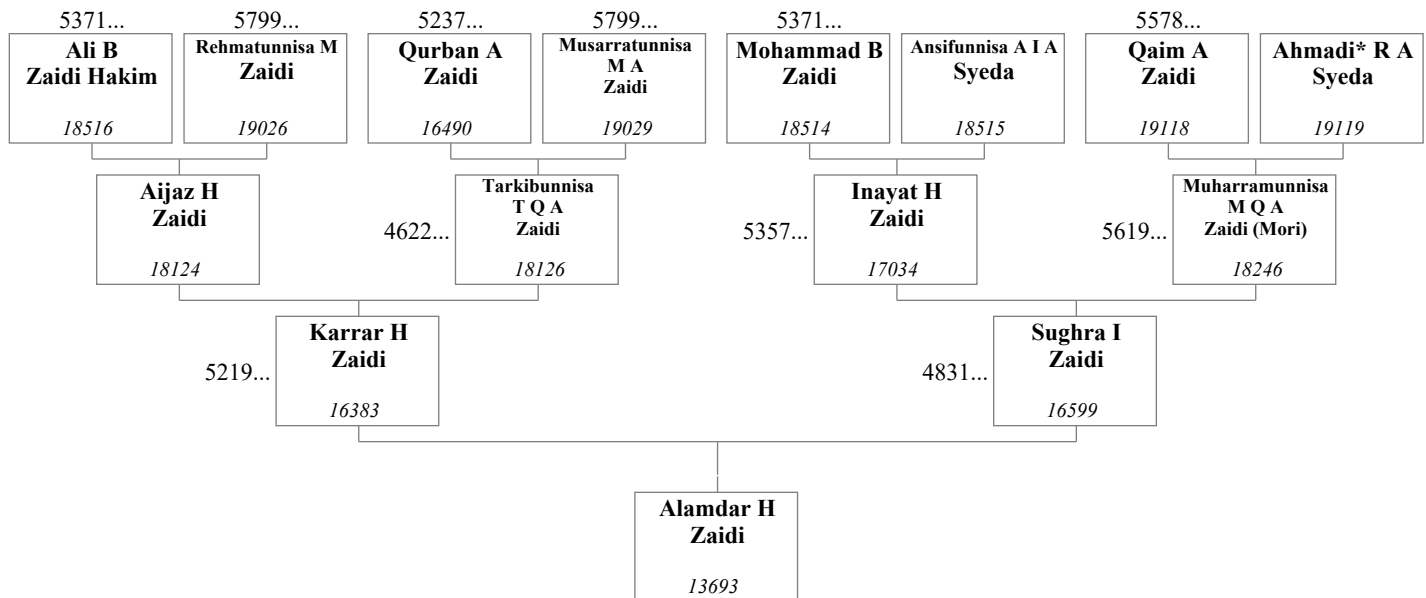 5371...
5799...
5237...
5799...
5371...
5578...
Ali B
Zaidi Hakim
18516
Rehmatunnisa M
Zaidi
19026
Qurban A
Zaidi
16490
Musarratunnisa
M A
Zaidi
19029
Mohammad B
Zaidi
18514
Ansifunnisa A I A
Syeda
18515
Qaim A
Zaidi
19118
Ahmadi* R A
Syeda
19119
Aijaz H
Zaidi
18124
4622...
Tarkibunnisa
T Q A
Zaidi
18126
5357...
Inayat H
Zaidi
17034
5619...
Muharramunnisa
M Q A
Zaidi (Mori)
18246
5219...
Karrar H
Zaidi
16383
4831...
Sughra I
Zaidi
16599
Alamdar H
Zaidi
13693